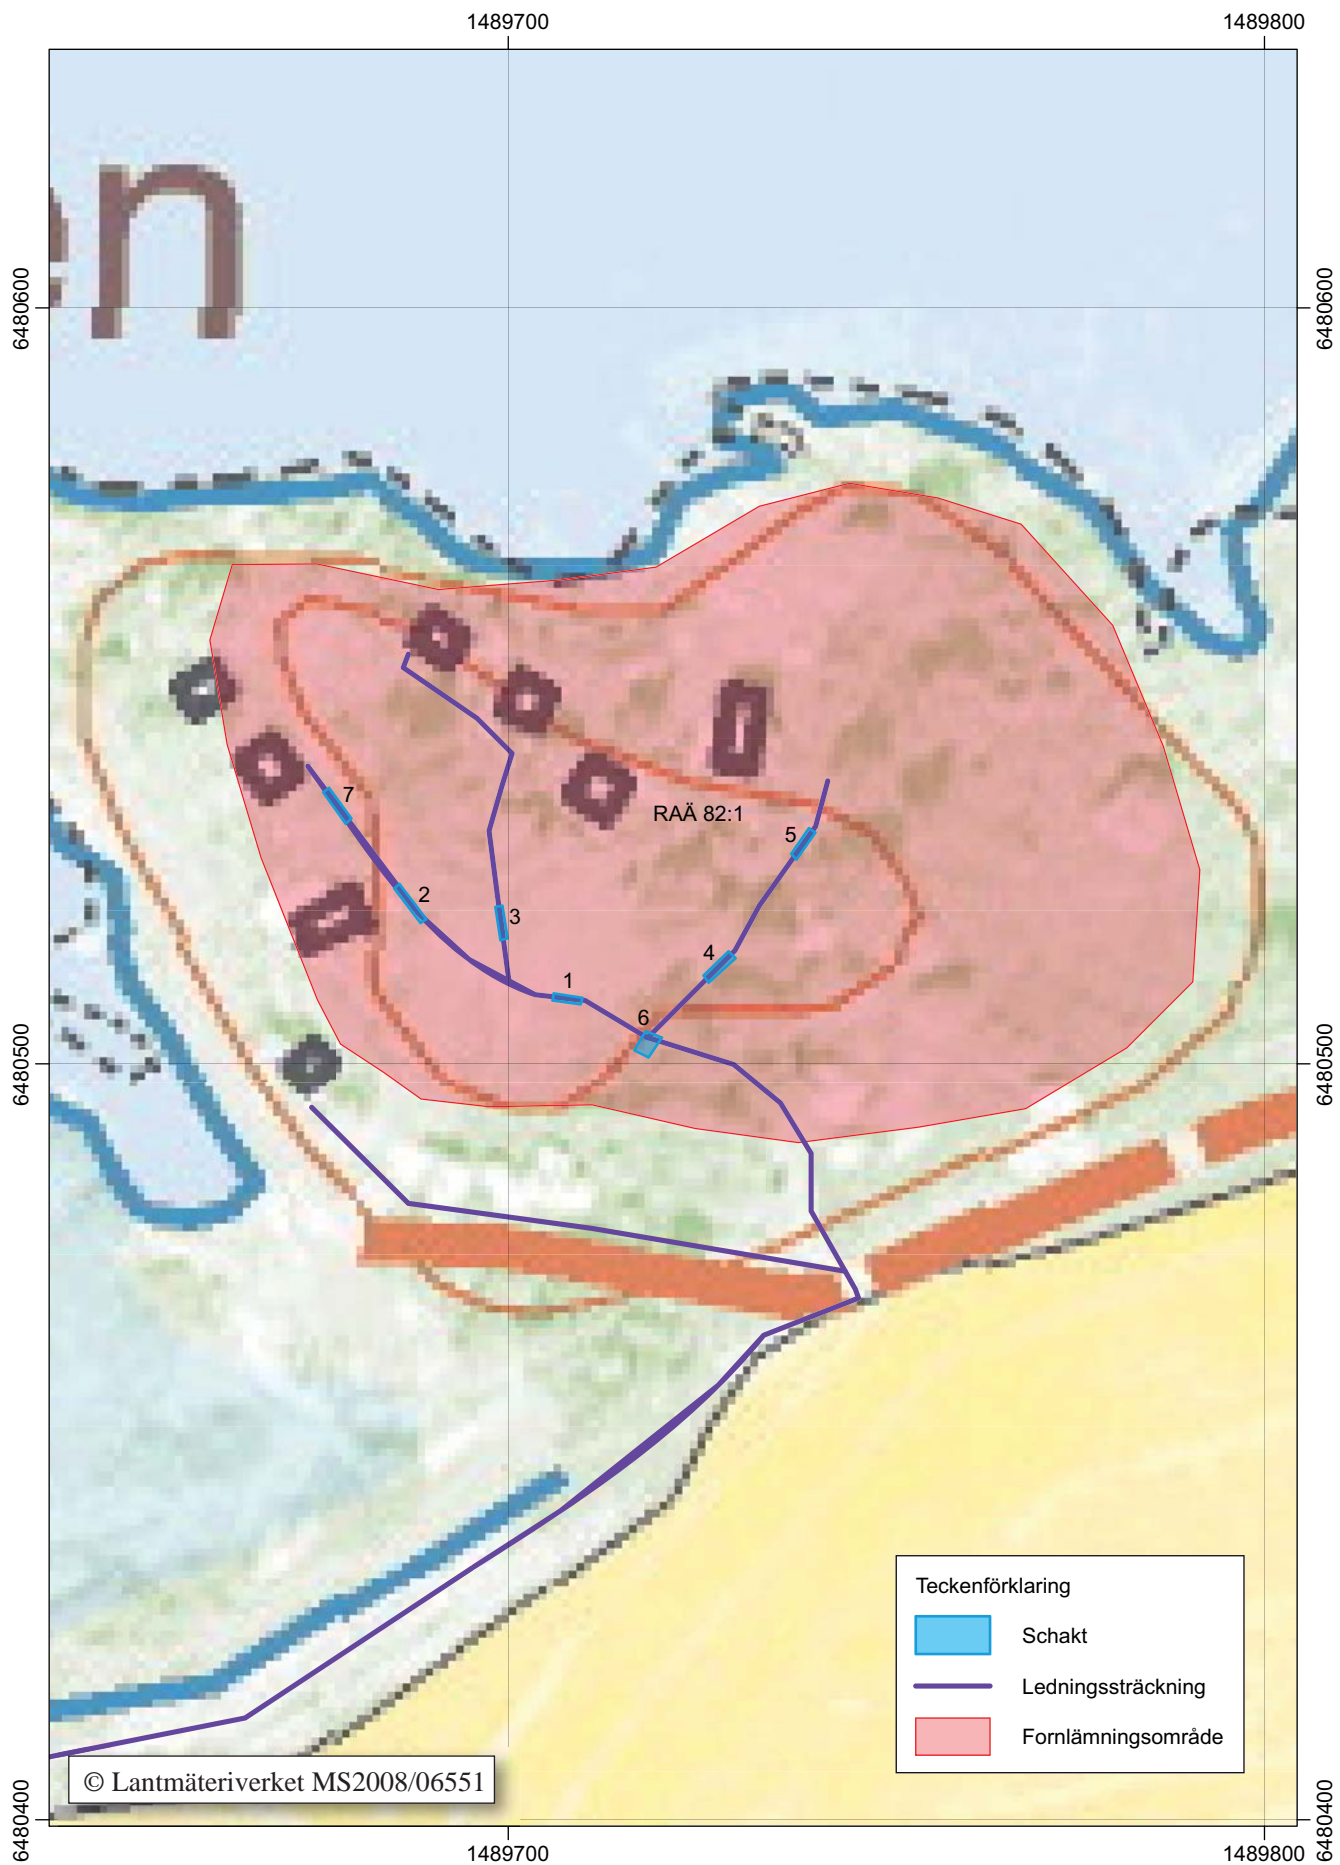 1489700
1489800
en
6480600
6480600
RAÄ 82:1
7
5
2
3
4
1
6
6480500
6480500
Teckenförklaring
Schakt
Ledningssträckning
Fornlämningsområde
© Lantmäteriverket MS2008/06551
6480400
6480400
1489700
1489800